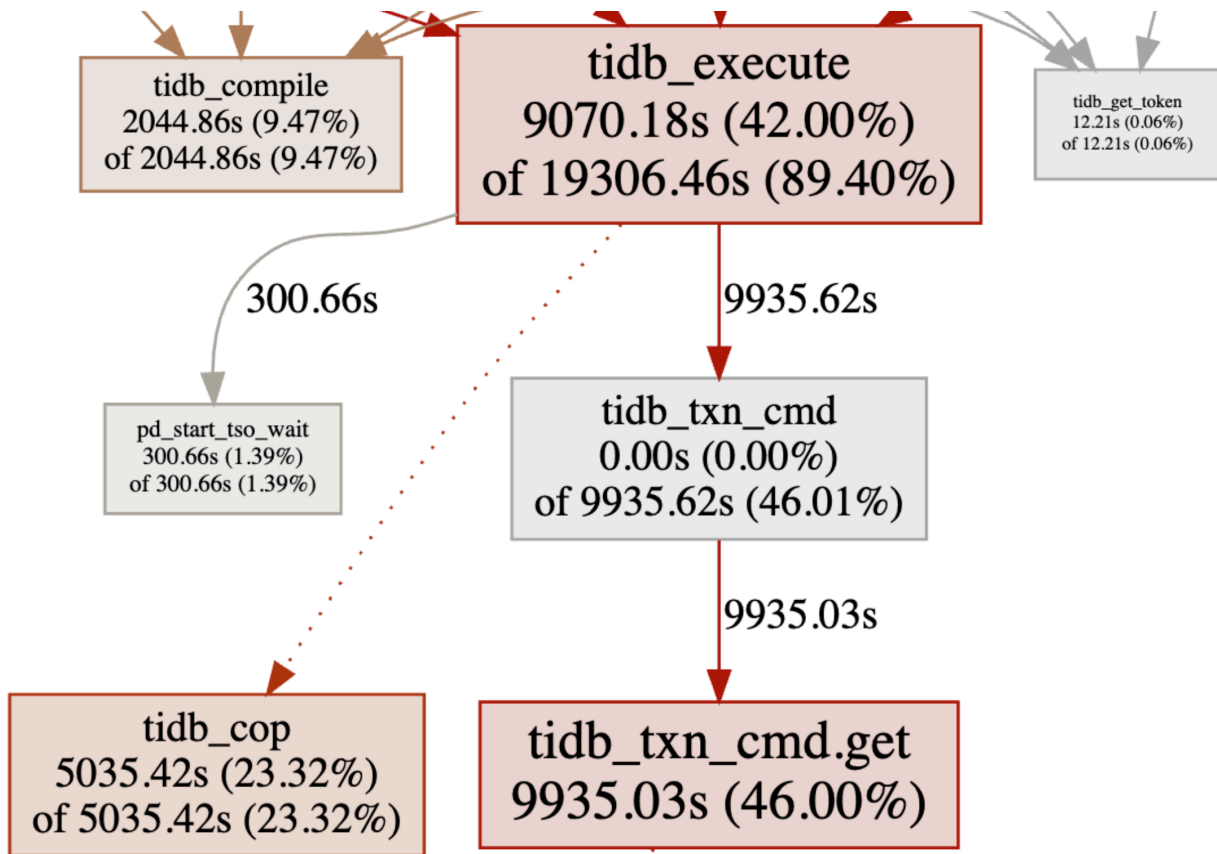 tidb_compile
2044.86s (9.47%)
of 2044.86s (9.47%)
tidb_execute
9070.18s (42.00%)
of 19306.46s (89.40%)
tidb_get_token
12.21s (0.06%)
of 12.21s (0.06%)
300.66s
9935.62s
pd_start_tso_wait
300.66s (1.39%)
of 300.66s (1.39%)
tidb_txn_cmd
0.00s (0.00%)
of 9935.62s (46.01%)
9935.03s
tidb_cop
5035.42s (23.32%)
of 5035.42s (23.32%)
tidb_txn_cmd.get
9935.03s (46.00%)